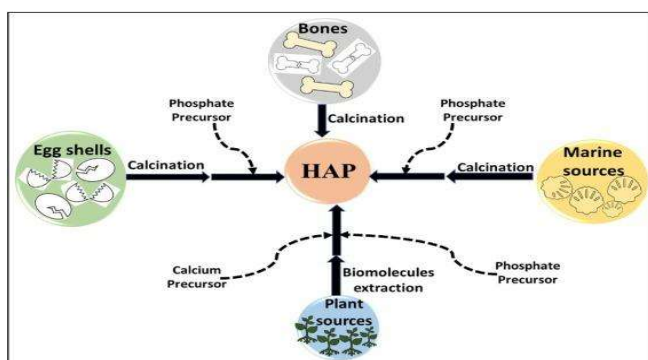 Bones
Phosphate
Precursor
Calcination
Phosphate
Precursor
Egg shells
Calcination
HAP
Calcination
Marine
sources
Calcium
Precursor
Biomolecules
extraction
Phosphate
Precursor
Plant
sources